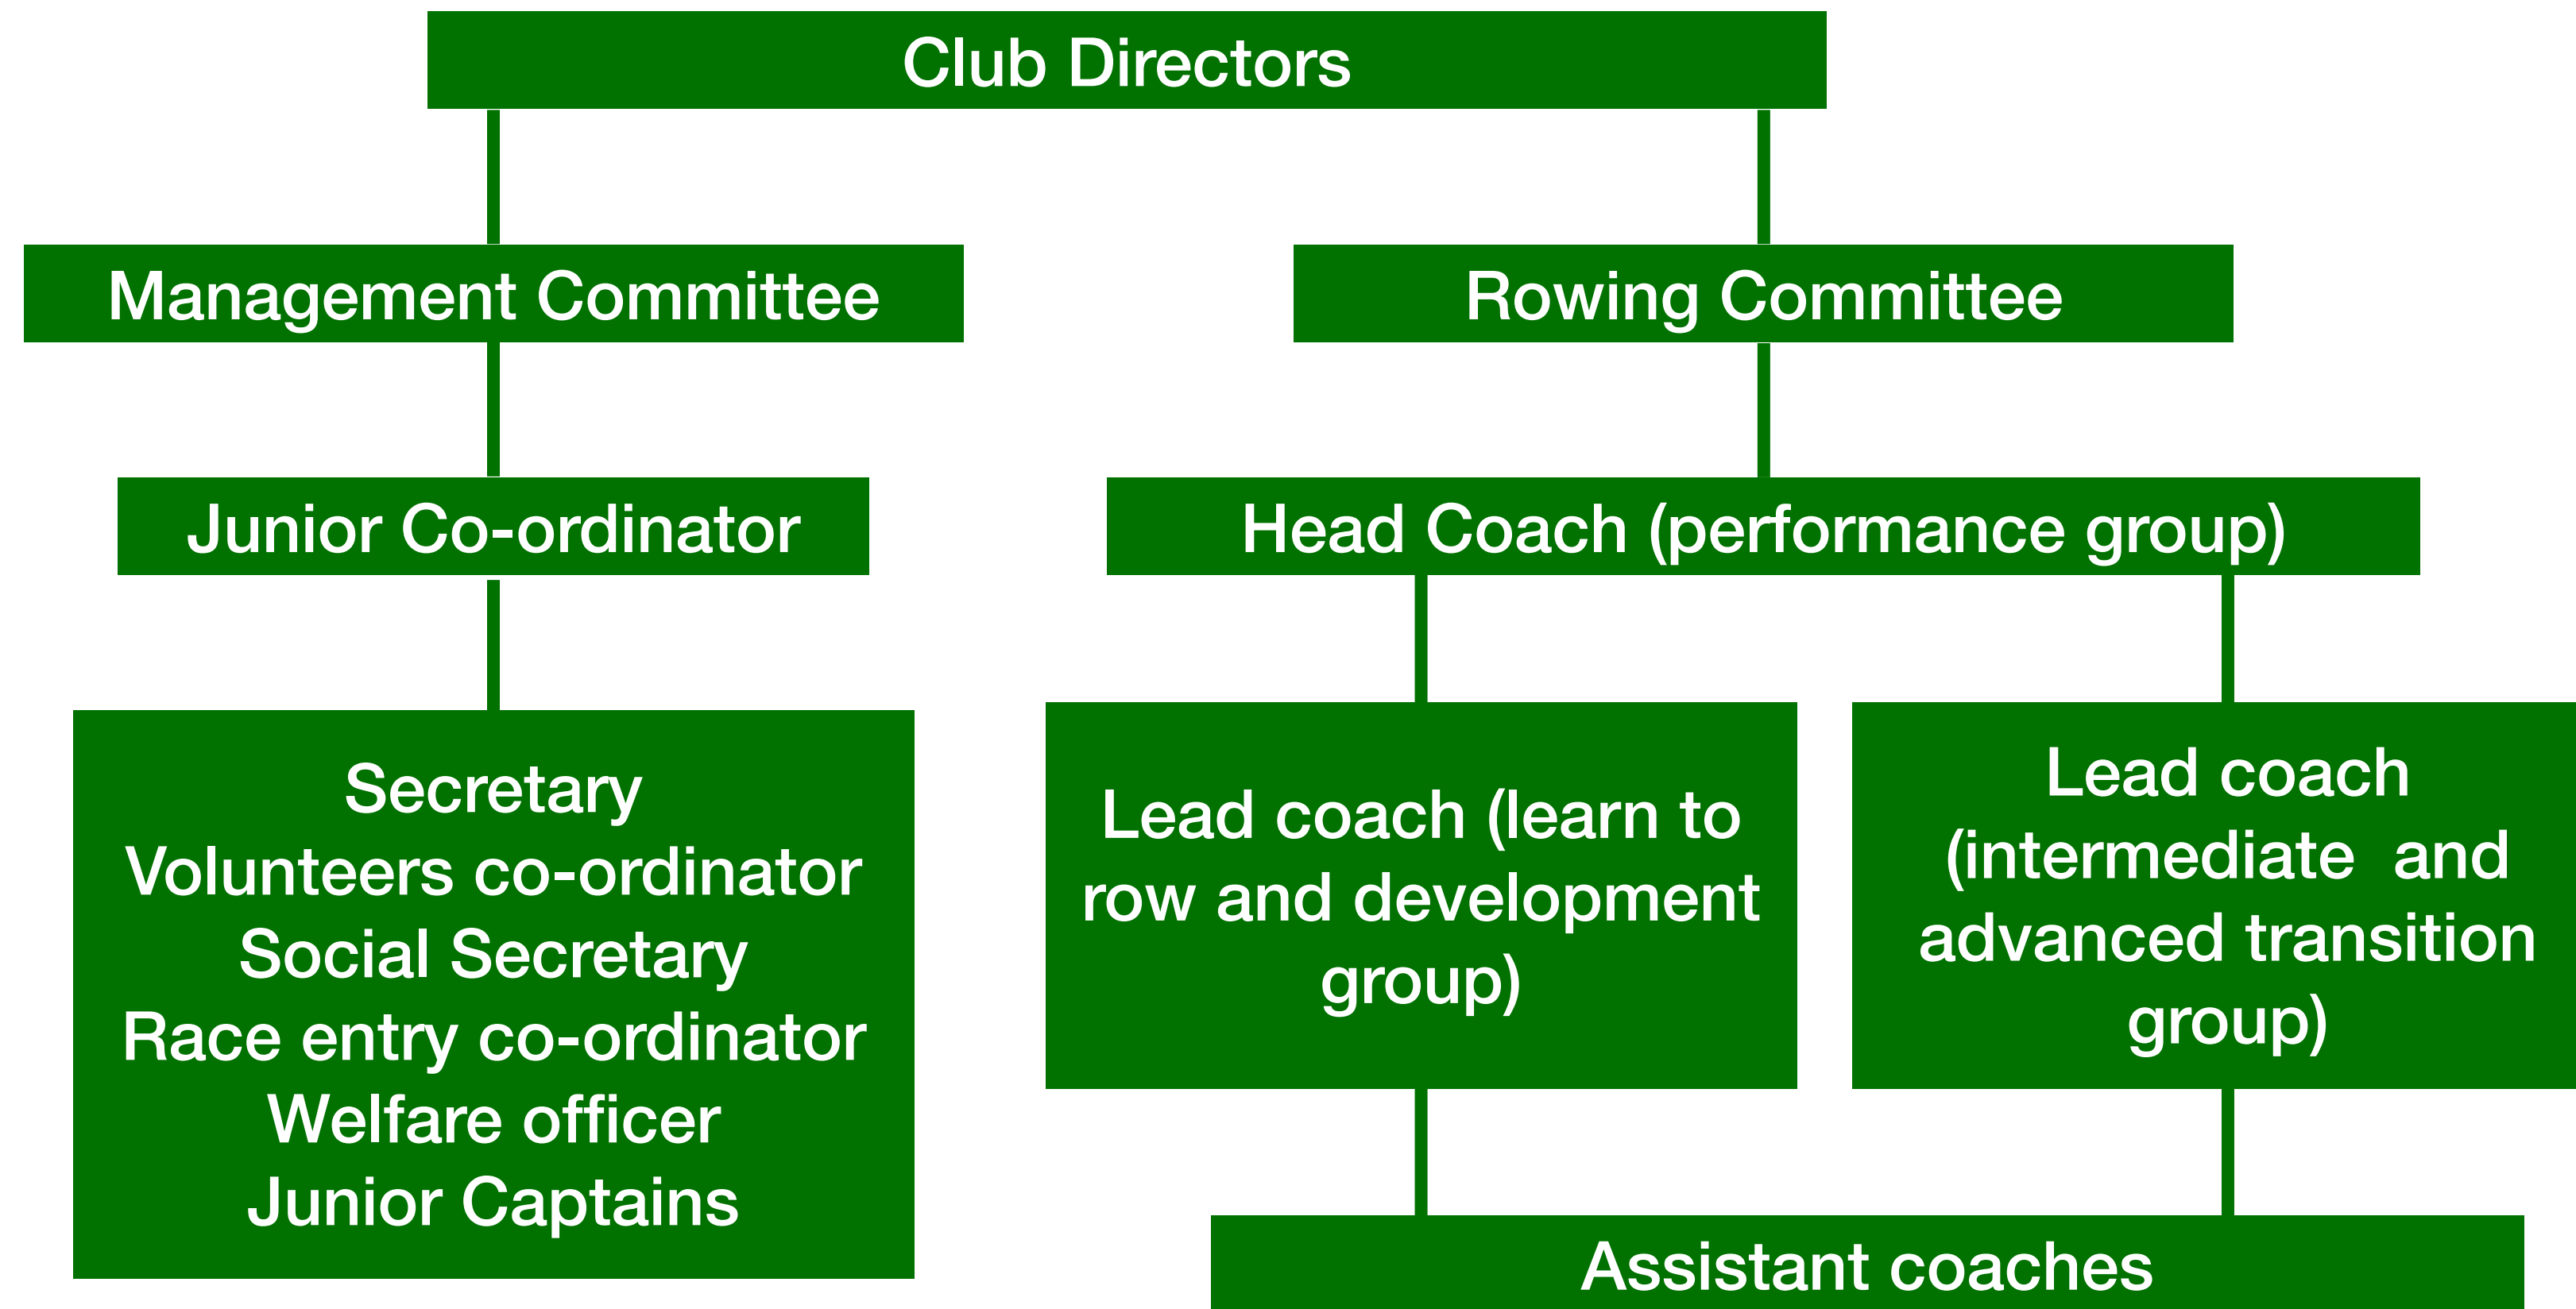 Club Directors
Management Committee
Rowing Committee
Junior Co-ordinator
Head Coach (performance group)
Secretary
Volunteers co-ordinator
Social Secretary
Race entry co-ordinator
Welfare officer
Junior Captains
Lead coach (learn to
row and development
group)
Lead coach
(intermediate  and
advanced transition
group)
Assistant coaches